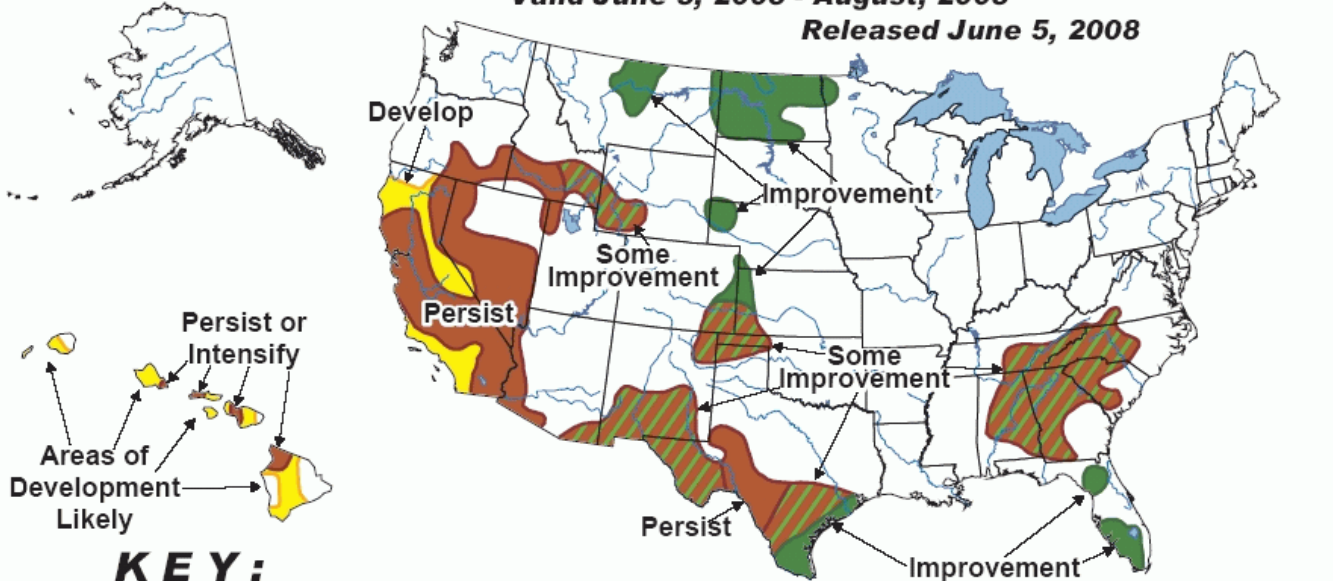 Released June 5, 2008
Develop
Improvement
Some
Improvement
Persist
Persist or
Intensify
Some
Improvement
Areas of
Development
Likely
Persist
Improvement
KEY: